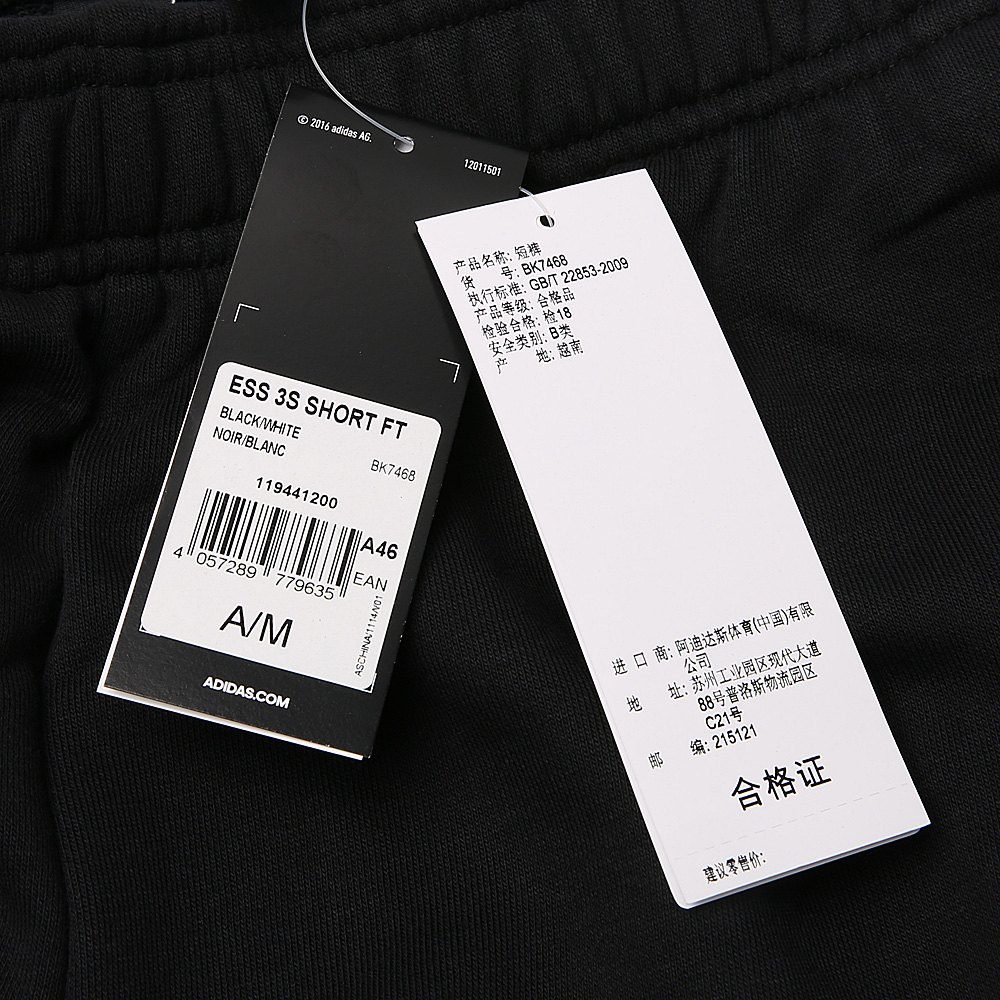 © 2016 adidas AG.
12011501
ESS 3S SHORT FT
BLACK/WHITE
NOIR/BLANC
BK7468
119441200
A46
4 057289 779635
EAN
A/M
ASCHINA/1114/V01
ADIDAS.COM
产品名称: 短裤
货 号: BK7468
执行标准: GB/T 22853-2009
产品等级: 合格品
检验合格: 检18
安全类别: B类
产 地: 越南
进 口 商: 阿迪达斯体育(中国)有限
公司
地 址: 苏州工业园区现代大道
88号普洛斯物流园区
C21号
邮 编: 215121
合格证
建议零售价: